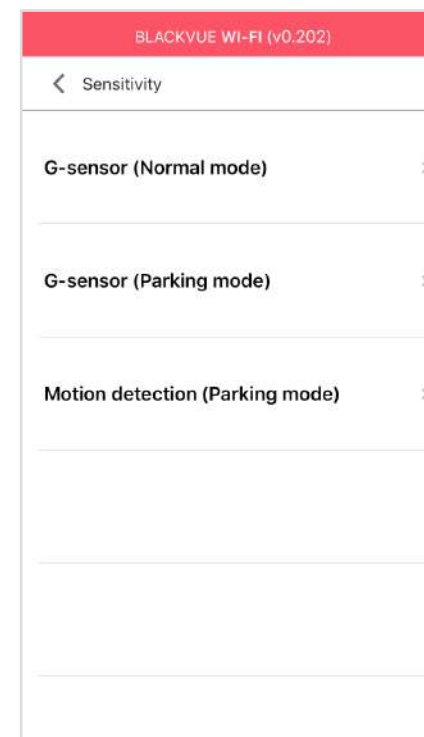 BLACKVUE WI-FI (v0.202)
Sensitivity
G-sensor (Normal mode)
G-sensor (Parking mode)
Motion detection (Parking mode)